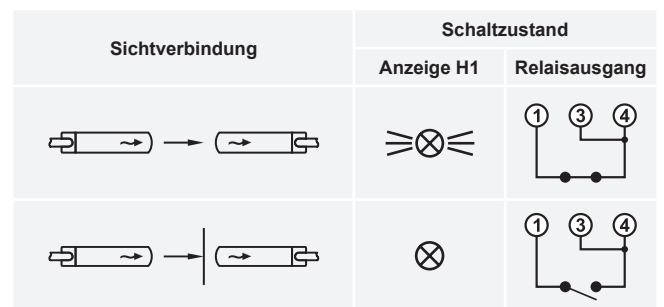 Sichtverbindung
Schaltzustand
Anzeige H1
Relaisausgang
1 3 4
1 3 4